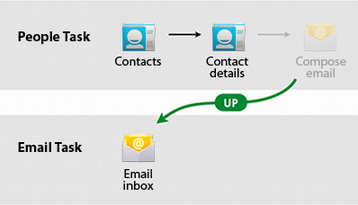 People Task
Contacts
Contact
details
Compose
email
UP
Email Task
@
Email
inbox